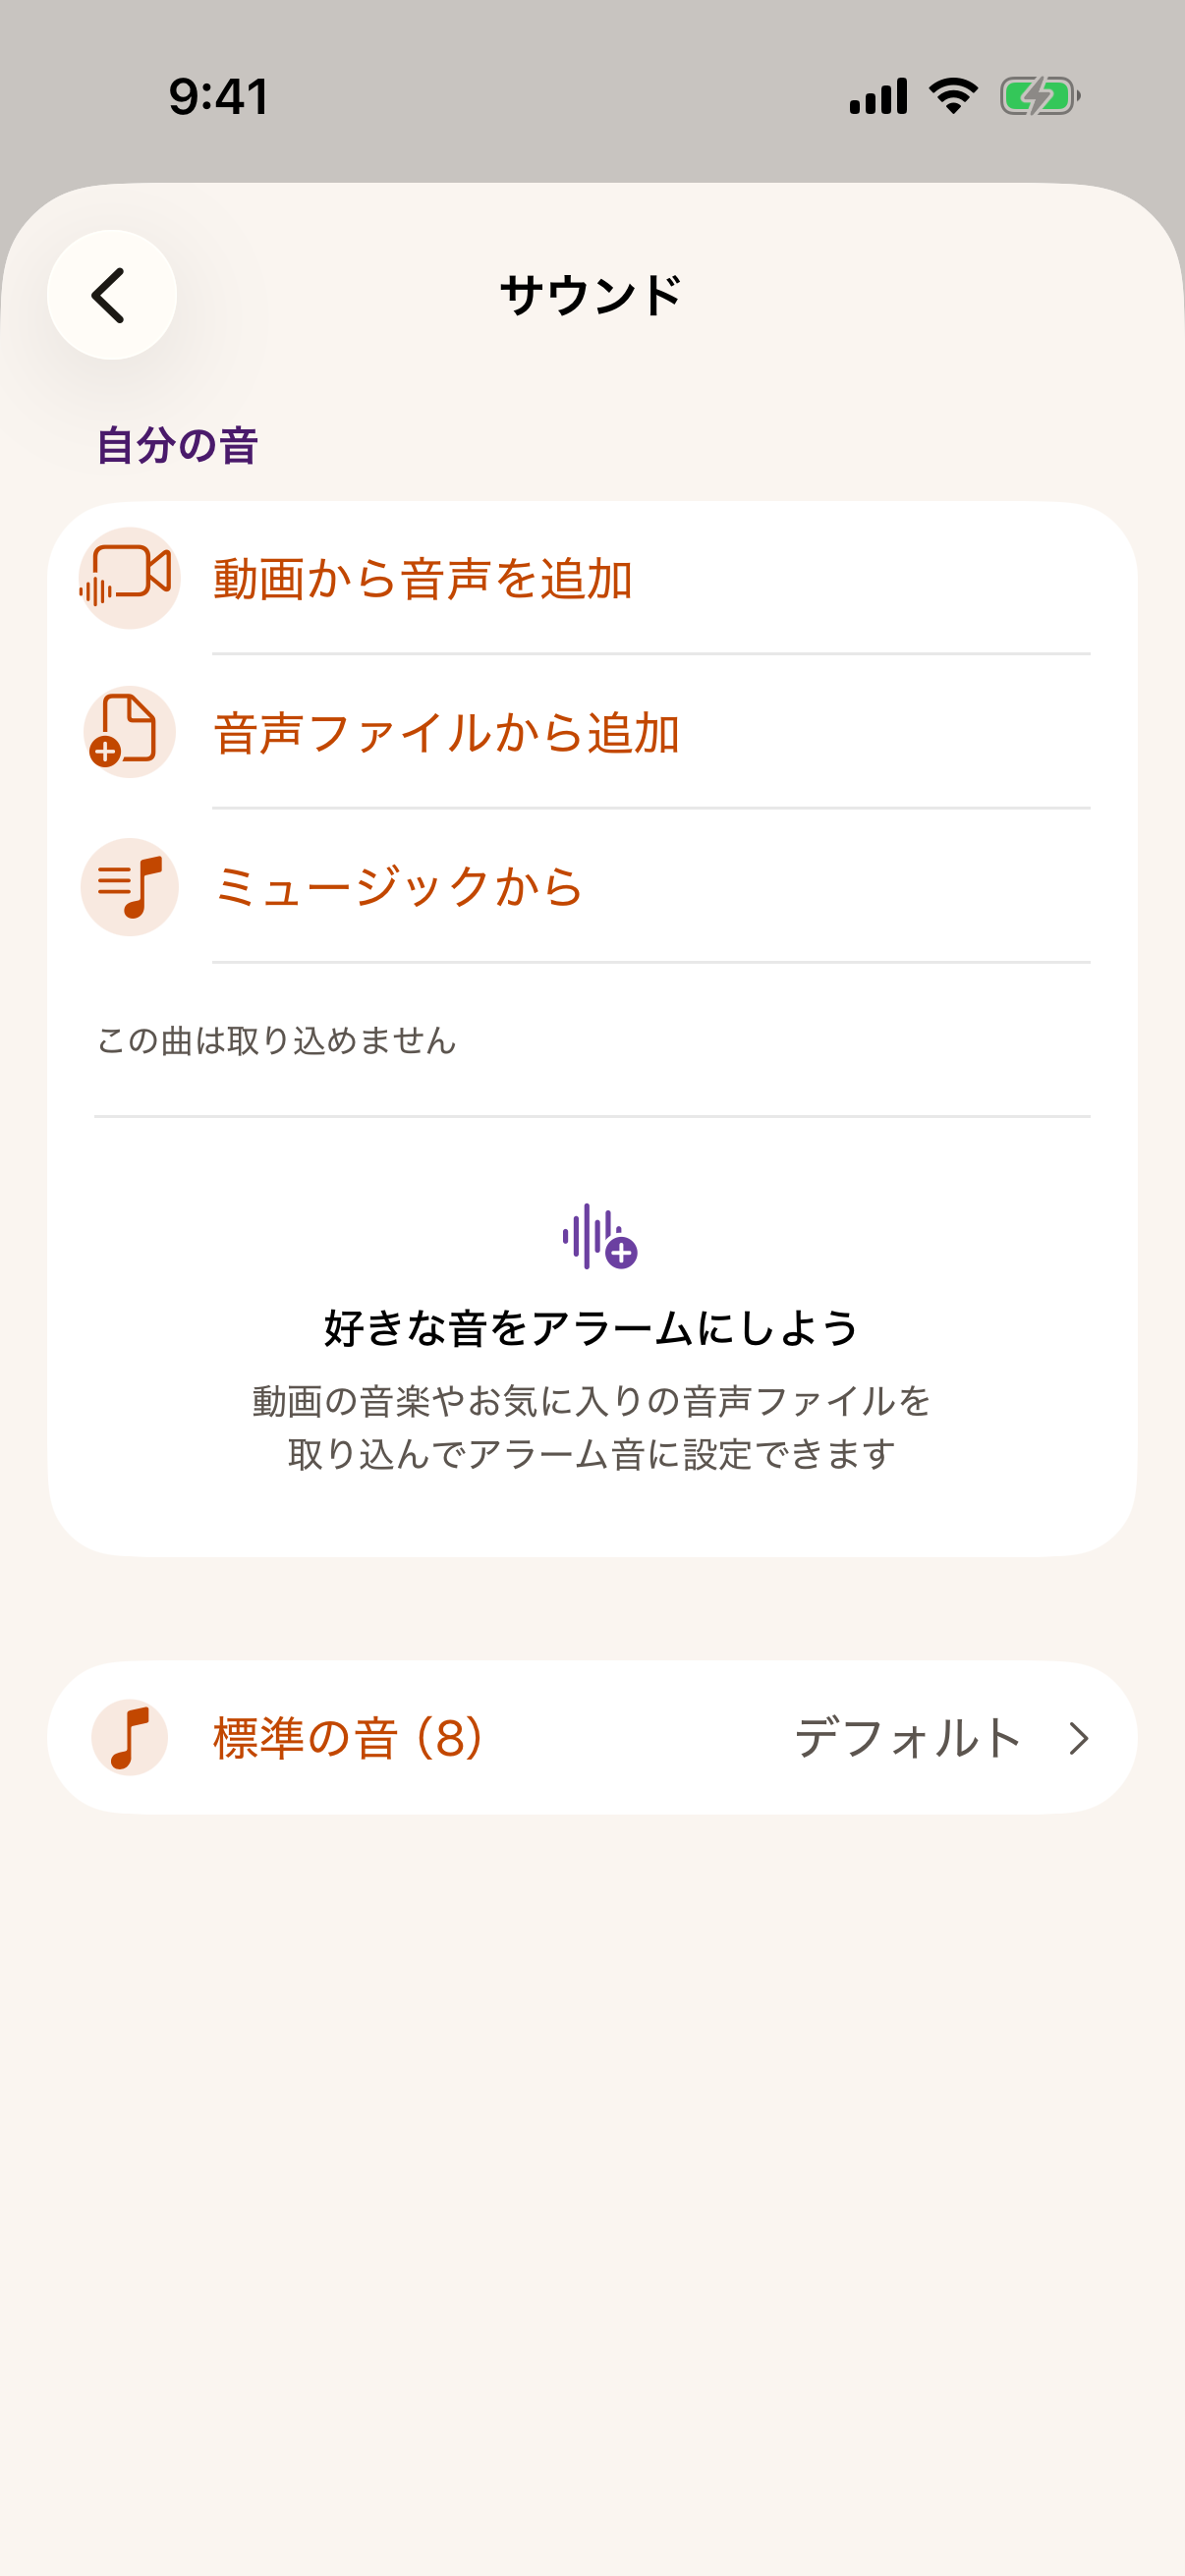 9:41
サウンド
自分の音
動画から音声を追加
音声ファイルから追加
ミュージックから
この曲は取り込めません
好きな音をアラームにしよう
動画の音楽やお気に入りの音声ファイルを
取り込んでアラーム音に設定できます
標準の音（8） デフォルト